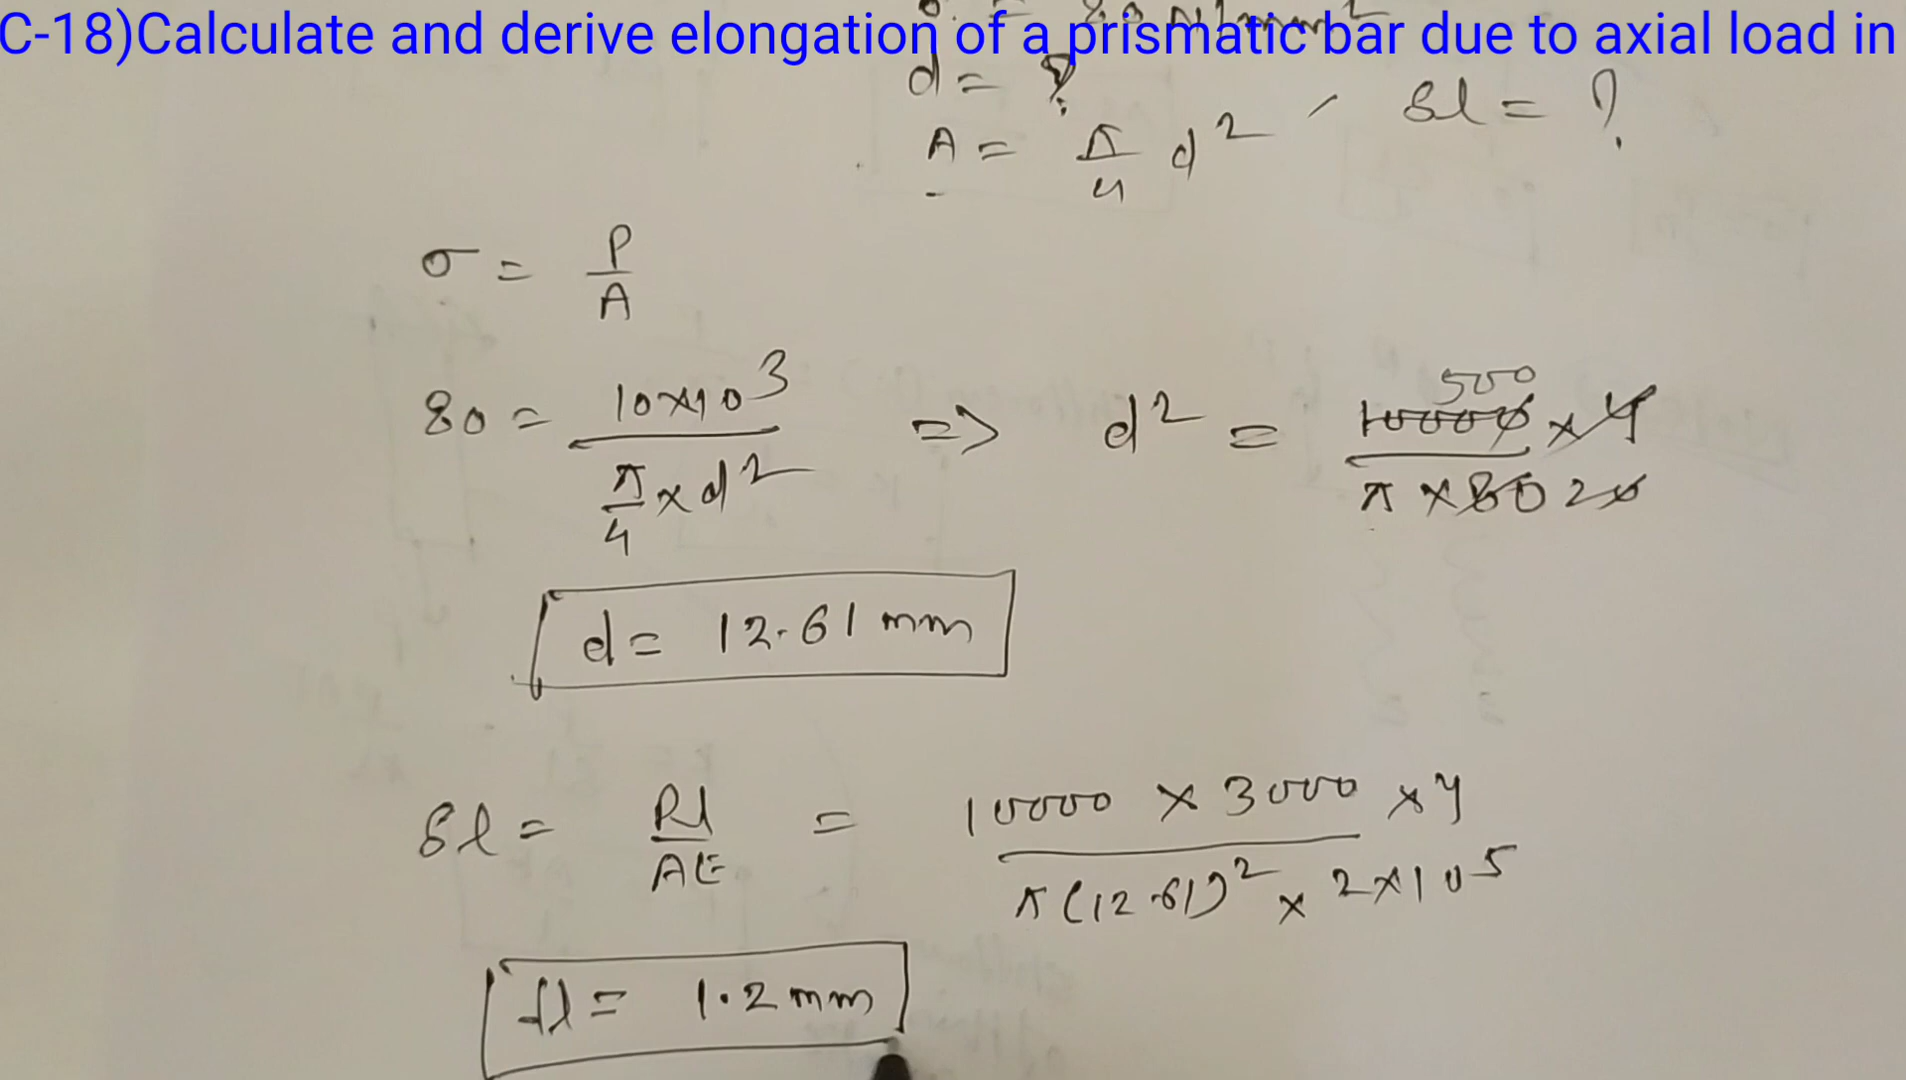 C-18)Calculate and derive elongation of a prismatic bar due to axial load in
d = ?
A = π/4 d² , δl = ?
σ = P/A
80 = 10×10³ / π/4 × d² => d² = 10000 × 4 / π × 80 500 20
d = 12.61 mm
δl = Pl/AE = 10000 × 3000 × 4 / π(12.61)² × 2×10⁵
δl = 1.2 mm